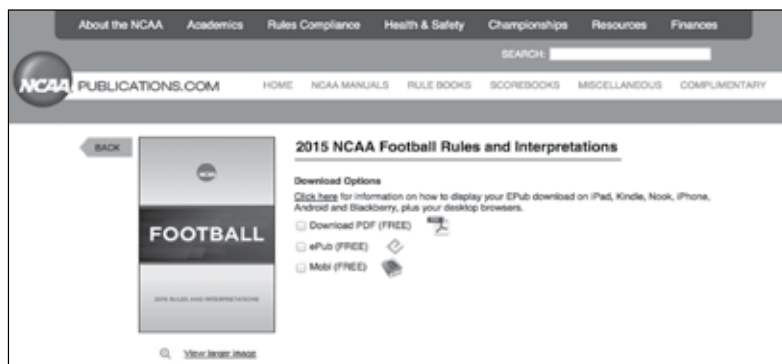 About the NCAA Academics Rules Compliance Health & Safety Championships Resources Finances
SEARCH:
NCAA PUBLICATIONS.COM HOME NCAA MANUALS RULE BOOKS SCOREBOOKS MISCELLANEOUS COMPLIMENTARY
BACK
2015 NCAA Football Rules and Interpretations
Download Options
Click here for information on how to display your EPub download on iPad, Kindle, Nook, iPhone,
Android and Blackberry, plus your desktop browsers.
Download PDF (FREE)
ePub (FREE)
Mobi (FREE)
FOOTBALL
2015 RULES AND INTERPRETATIONS
View larger image